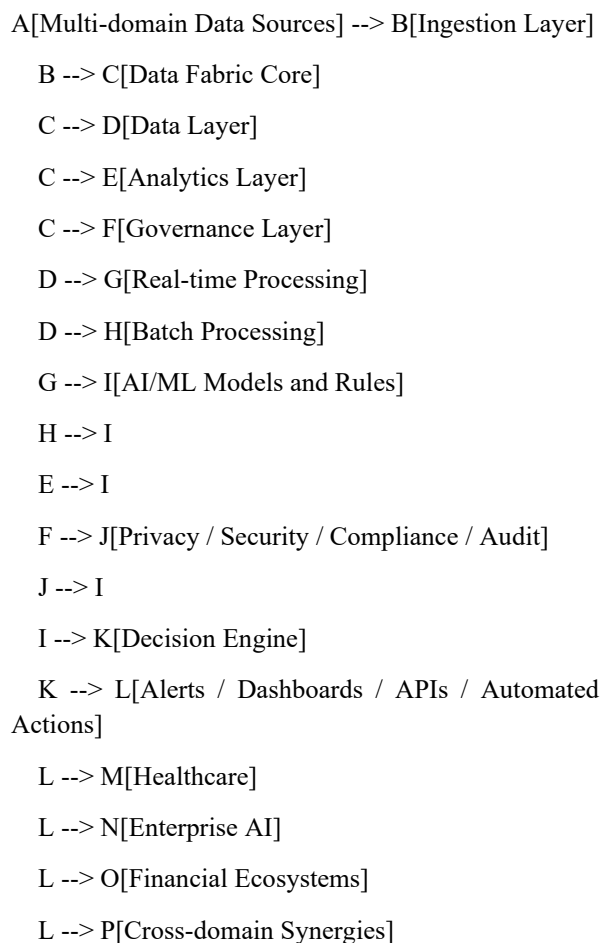 A[Multi-domain Data Sources] --> B[Ingestion Layer]
B --> C[Data Fabric Core]
C --> D[Data Layer]
C --> E[Analytics Layer]
C --> F[Governance Layer]
D --> G[Real-time Processing]
D --> H[Batch Processing]
G --> I[AI/ML Models and Rules]
H --> I
E --> I
F --> J[Privacy / Security / Compliance / Audit]
J --> I
I --> K[Decision Engine]
K --> L[Alerts / Dashboards / APIs / Automated
Actions]
L --> M[Healthcare]
L --> N[Enterprise AI]
L --> O[Financial Ecosystems]
L --> P[Cross-domain Synergies]